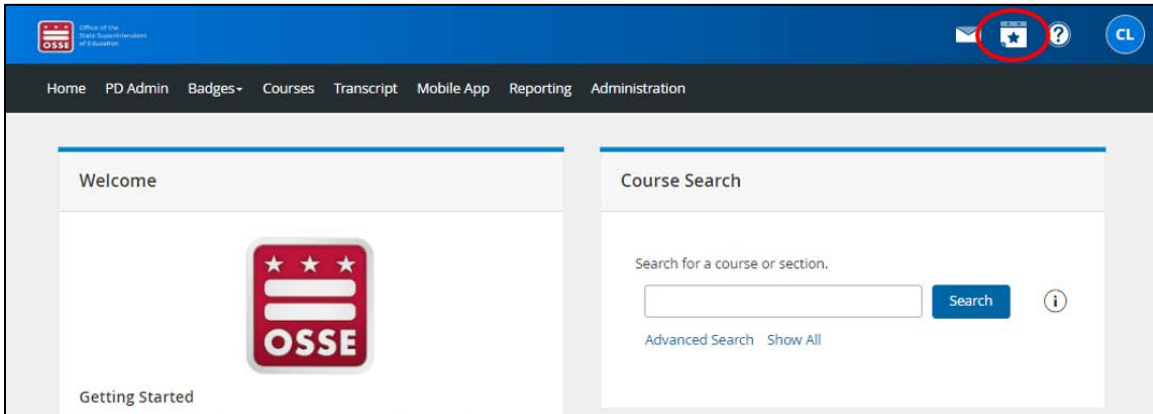 OSSE
Office of the
State Superintendent
of Education
CL
Home PD Admin Badges Courses Transcript Mobile App Reporting Administration
Welcome
OSSE
Getting Started
Course Search
Search for a course or section.
Search
Advanced Search Show All